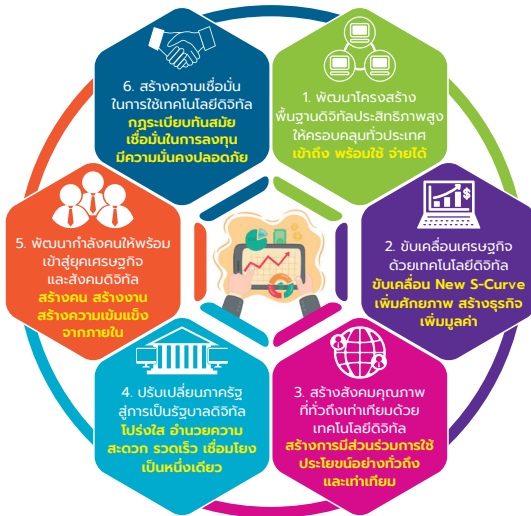 1. พัฒนาโครงสร้าง
พื้นฐานดิจิทัลประสิทธิภาพสูง
ให้ครอบคลุมทั่วประเทศ
เข้าถึง พร้อมใช้ จ่ายได้
2. ขับเคลื่อนเศรษฐกิจ
ด้วยเทคโนโลยีดิจิทัล
ขับเคลื่อน New S-Curve
เพิ่มศักยภาพ สร้างธุรกิจ
เพิ่มมูลค่า
3. สร้างสังคมคุณภาพ
ที่ทั่วถึงเท่าเทียมด้วย
เทคโนโลยีดิจิทัล
สร้างการมีส่วนร่วมการใช้
ประโยชน์อย่างทั่วถึง
และเท่าเทียม
4. ปรับเปลี่ยนภาครัฐ
สู่การเป็นรัฐบาลดิจิทัล
โปร่งใส อำนวยความ
สะดวก รวดเร็ว เชื่อมโยง
เป็นหนึ่งเดียว
5. พัฒนากำลังคนให้พร้อม
เข้าสู่ยุคเศรษฐกิจ
และสังคมดิจิทัล
สร้างคน สร้างงาน
สร้างความเข้มแข็ง
จากภายใน
6. สร้างความเชื่อมั่น
ในการใช้เทคโนโลยีดิจิทัล
กฎระเบียบทันสมัย
เชื่อมั่นในการลงทุน
มีความมั่นคงปลอดภัย